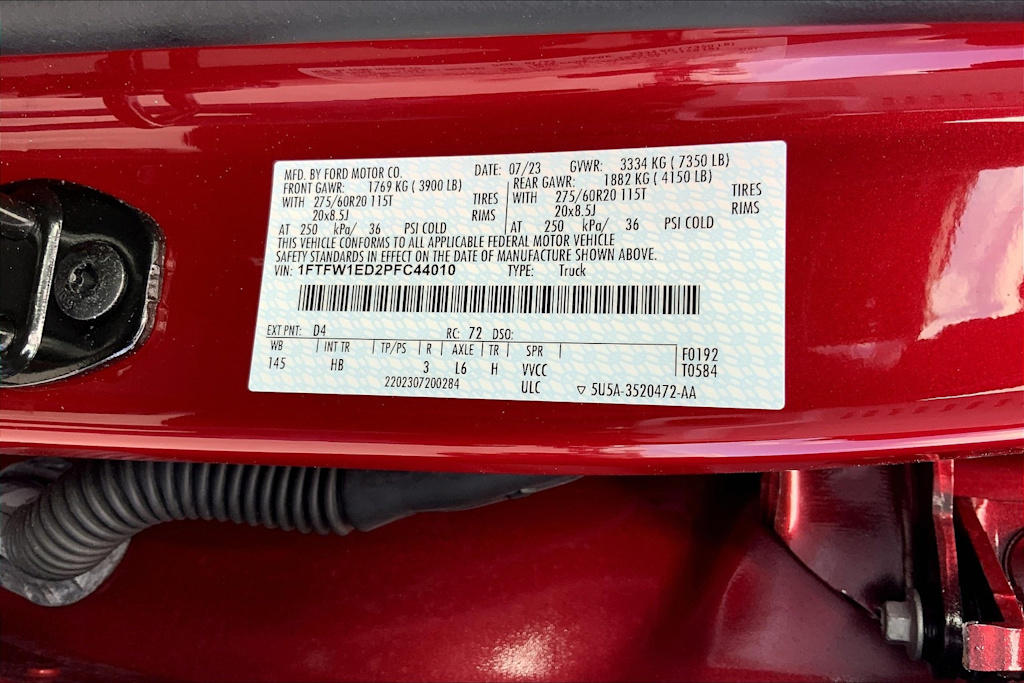 MFD. BY FORD MOTOR CO. DATE: 07/23 GVWR: 3334 KG ( 7350 LB)
FRONT GAWR: 1769 KG ( 3900 LB) REAR GAWR: 1882 KG ( 4150 LB)
WITH 275/60R20 115T TIRES WITH 275/60R20 115T TIRES
20x8.5J RIMS 20x8.5J RIMS
AT 250 kPa/ 36 PSI COLD AT 250 kPa/ 36 PSI COLD
THIS VEHICLE CONFORMS TO ALL APPLICABLE FEDERAL MOTOR VEHICLE
SAFETY STANDARDS IN EFFECT ON THE DATE OF MANUFACTURE SHOWN ABOVE.
VIN: 1FTFW1ED2PFC44010 TYPE: Truck
EXT PNT: D4 RC: 72 DSO:
WB INT TR TP/PS R AXLE TR SPR F0192
145 HB 3 L6 H VVCC T0584
2202307200284 ULC ▽ 5U5A-3520472-AA